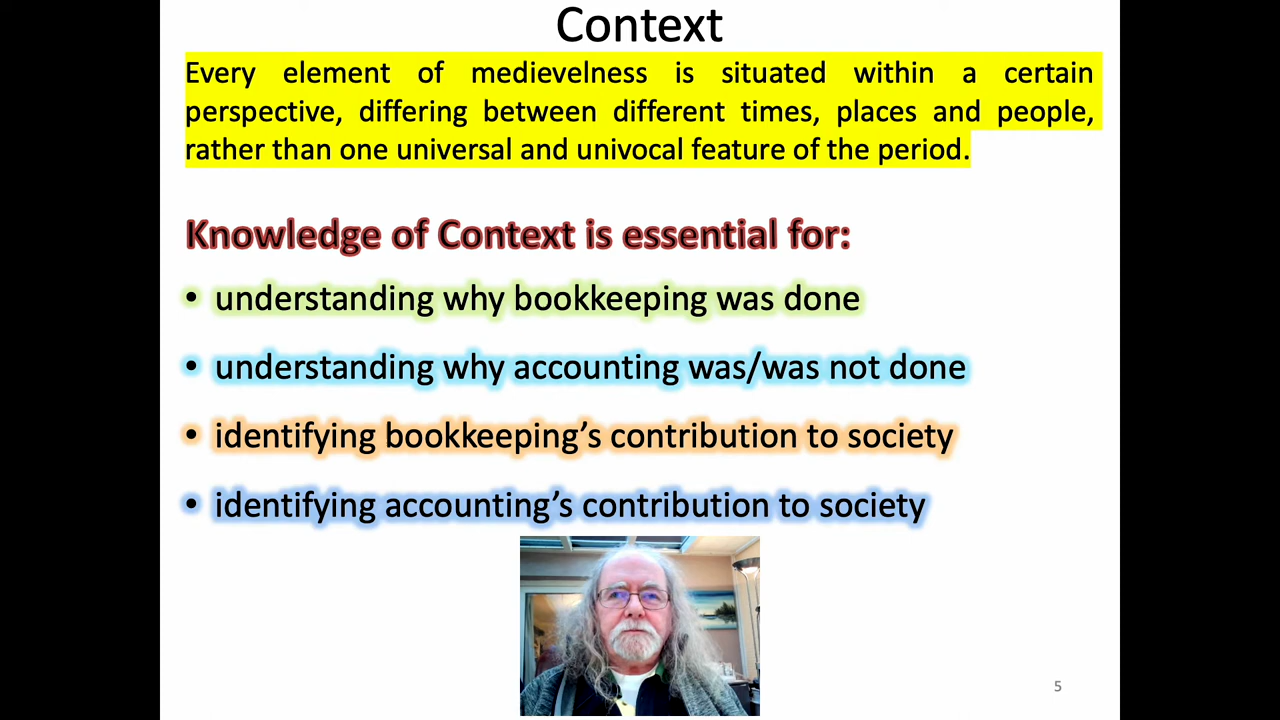 Context
Every element of medievelness is situated within a certain
perspective, differing between different times, places and people,
rather than one universal and univocal feature of the period.
Knowledge of Context is essential for:
• understanding why bookkeeping was done
• understanding why accounting was/was not done
• identifying bookkeeping’s contribution to society
• identifying accounting’s contribution to society
5